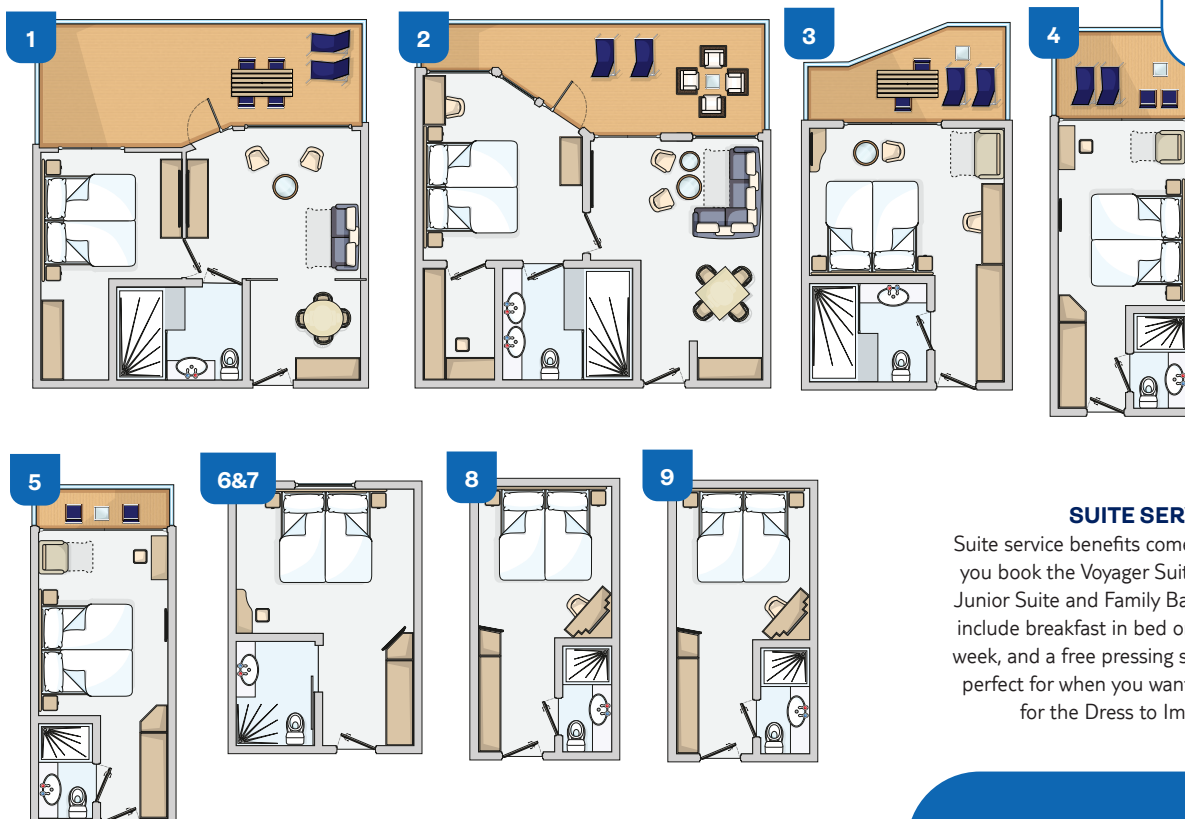 1
2
3
4
5
6&7
8
9
SUITE SER
Suite service benefits come
you book the Voyager Suit
Junior Suite and Family Ba
include breakfast in bed o
week, and a free pressing s
perfect for when you want
for the Dress to Im